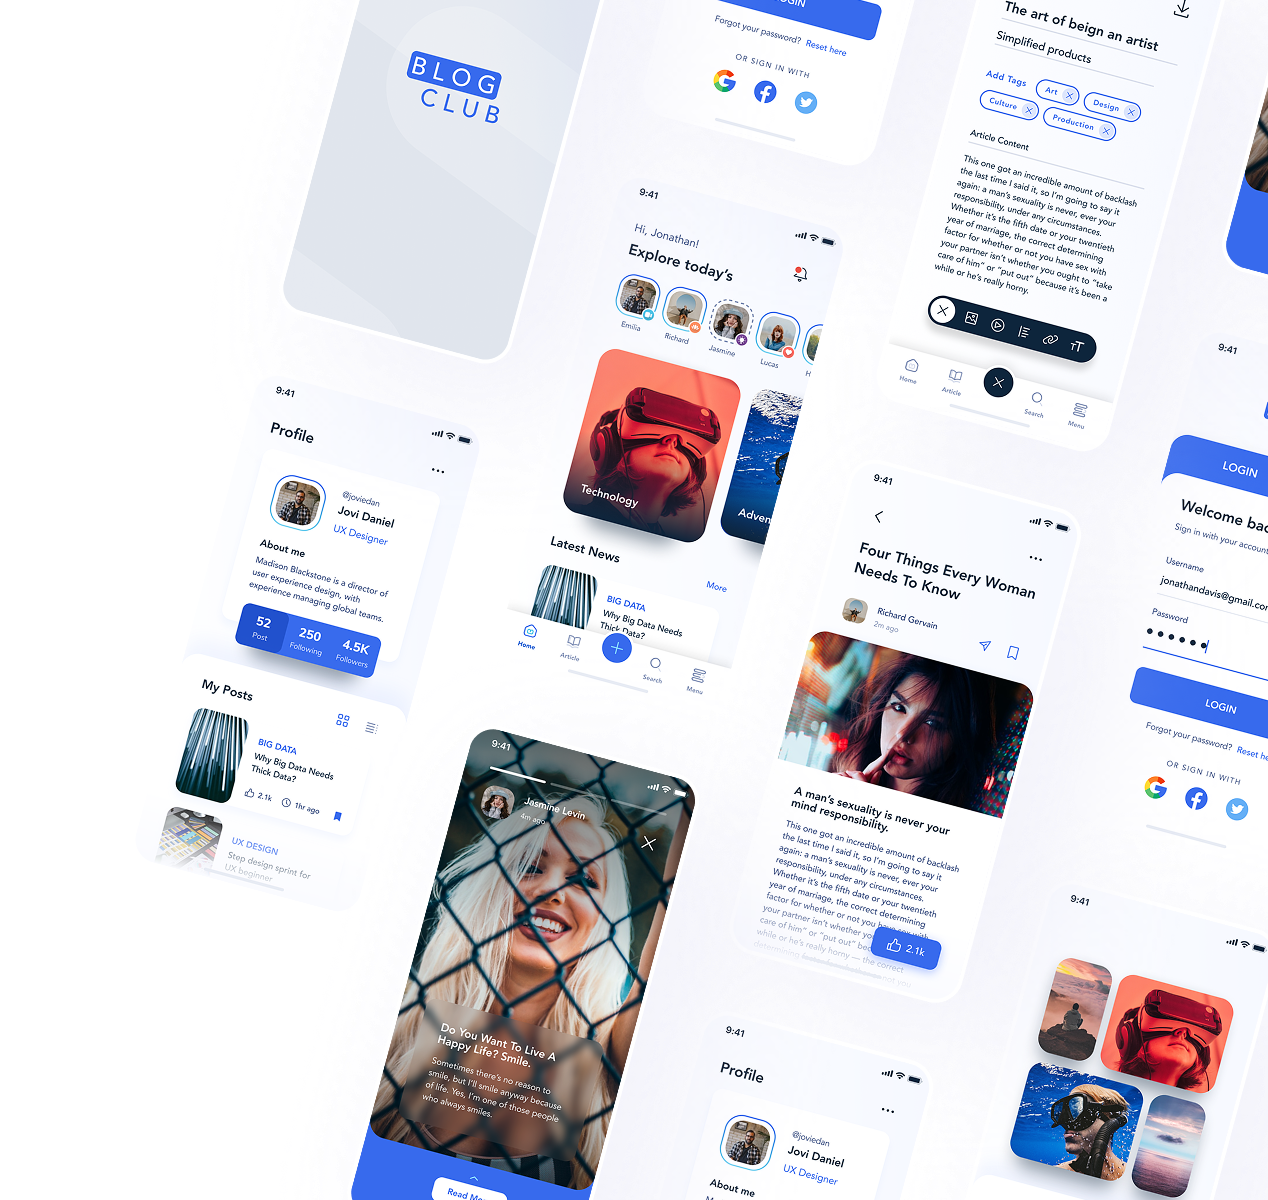 BLOG
CLUB
LOGIN
Forgot your password? Reset here
OR SIGN IN WITH
The art of beign an artist
Simplified products
Add Tags
Art
Design
Culture
Production
Article Content
This one got an incredible amount of backlash
the last time I said it, so I'm going to say it
again: a man's sexuality is never, ever your
responsibility, under any circumstances.
Whether it's the fifth date or your twentieth
year of marriage, the correct determining
factor for whether or not you have sex with
your partner isn't whether you ought to "take
care of him" or "put out" because it's been a
while or he's really horny.
Home
Article
Search
Menu
9:41
Hi, Jonathan!
Explore today's
Emilia
Richard
Jasmine
Lucas
H
Technology
Adven
Latest News
More
BIG DATA
Why Big Data Needs
Thick Data?
Home
Article
Search
Menu
9:41
Profile
@joviedan
Jovi Daniel
UX Designer
About me
Madison Blackstone is a director of
user experience design, with
experience managing global teams.
52
Post
250
Following
4.5K
Followers
My Posts
BIG DATA
Why Big Data Needs
Thick Data?
2.1k
1hr ago
UX DESIGN
Step design sprint for
UX beginner
9:41
Four Things Every Woman
Needs To Know
Richard Gervain
2m ago
A man's sexuality is never your
mind responsibility.
This one got an incredible amount of backlash
the last time I said it, so I'm going to say it
again: a man's sexuality is never, ever your
responsibility, under any circumstances.
Whether it's the fifth date or your twentieth
year of marriage, the correct determining
factor for whether or not you have sex with
your partner isn't whether you
care of him" or "put out" bec
while or he's really horny — the correct
2.1k
9:41
LOGIN
Welcome bac
Sign in with your account
Username
jonathandavis@gmail.com
Password
LOGIN
Forgot your password? Reset he
OR SIGN IN WITH
9:41
Jasmine Levin
4m ago
Do You Want To Live A
Happy Life? Smile.
Sometimes there's no reason to
smile, but I'll smile anyway because
of life. Yes, I'm one of those people
who always smiles.
Read Mo
9:41
Profile
@joviedan
Jovi Daniel
UX Designer
About me
Madison Blackstone is a director of
9:41